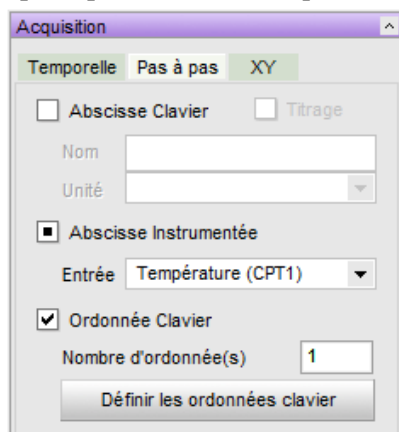 Acquisition
Temporelle Pas à pas XY
Abscisse Clavier Titrage
Nom
Unité
Abscisse Instrumentée
Entrée Température (CPT1)
Ordonnée Clavier
Nombre d'ordonnée(s) 1
Définir les ordonnées clavier